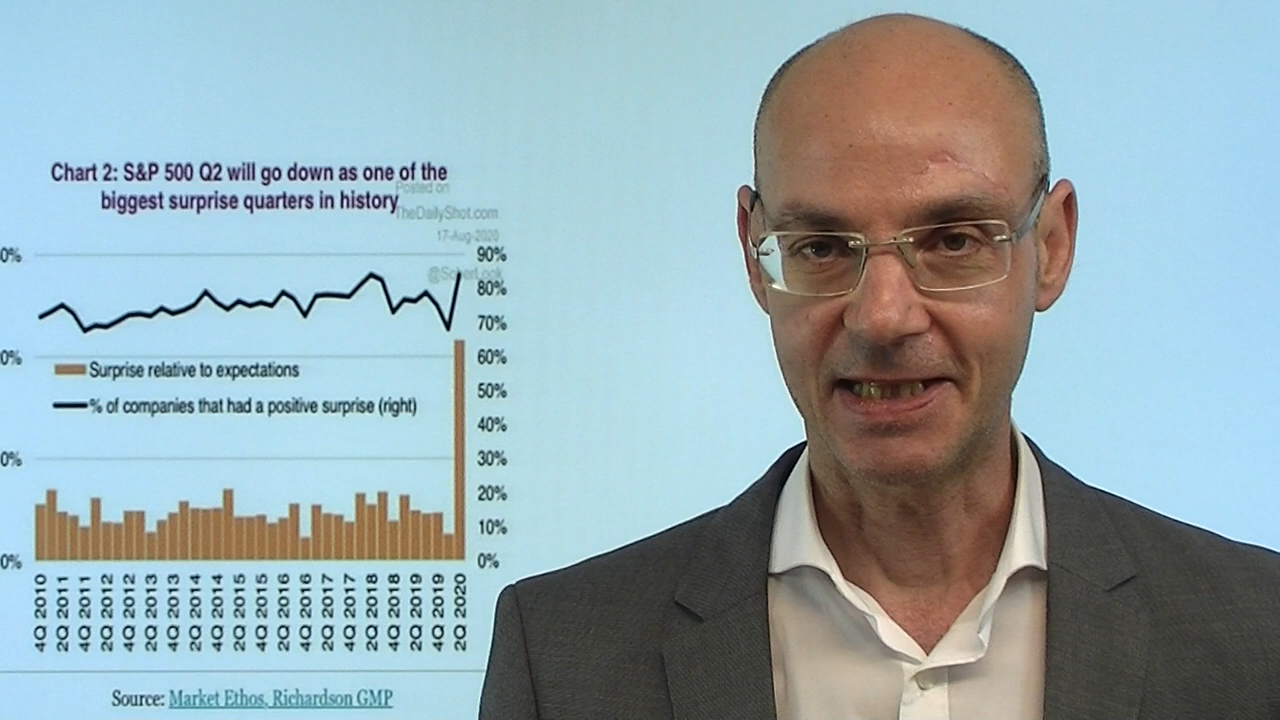 Chart 2: S&P 500 Q2 will go down as one of the
biggest surprise quarters in history
Posted on
TheDailyShot.com
17-Aug-2020
@SoberLook
0%
0%
0%
0%
90%
80%
70%
60%
50%
40%
30%
20%
10%
0%
Surprise relative to expectations
% of companies that had a positive surprise (right)
4Q 2010
2Q 2011
4Q 2011
2Q 2012
4Q 2012
2Q 2013
4Q 2013
2Q 2014
4Q 2014
2Q 2015
4Q 2015
2Q 2016
4Q 2016
2Q 2017
4Q 2017
2Q 2018
4Q 2018
2Q 2019
4Q 2019
2Q 2020
Source: Market Ethos, Richardson GMP